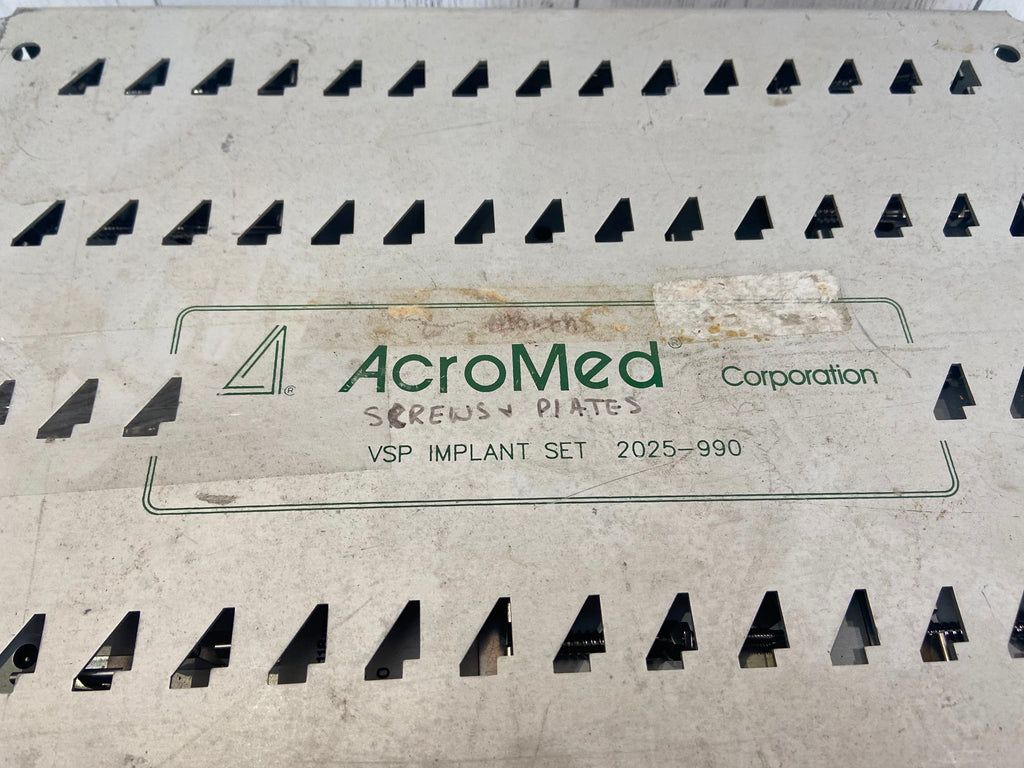 AcroMed® Corporation
SCREWS + PLATES
VSP IMPLANT SET 2025-990